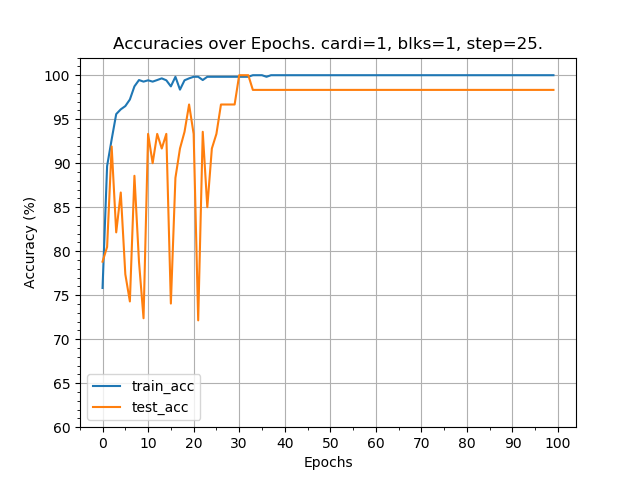 Accuracies over Epochs. cardi=1, blks=1, step=25.
Accuracy (%)
100
95
90
85
80
75
70
65
60
train_acc
test_acc
0 10 20 30 40 50 60 70 80 90 100
Epochs